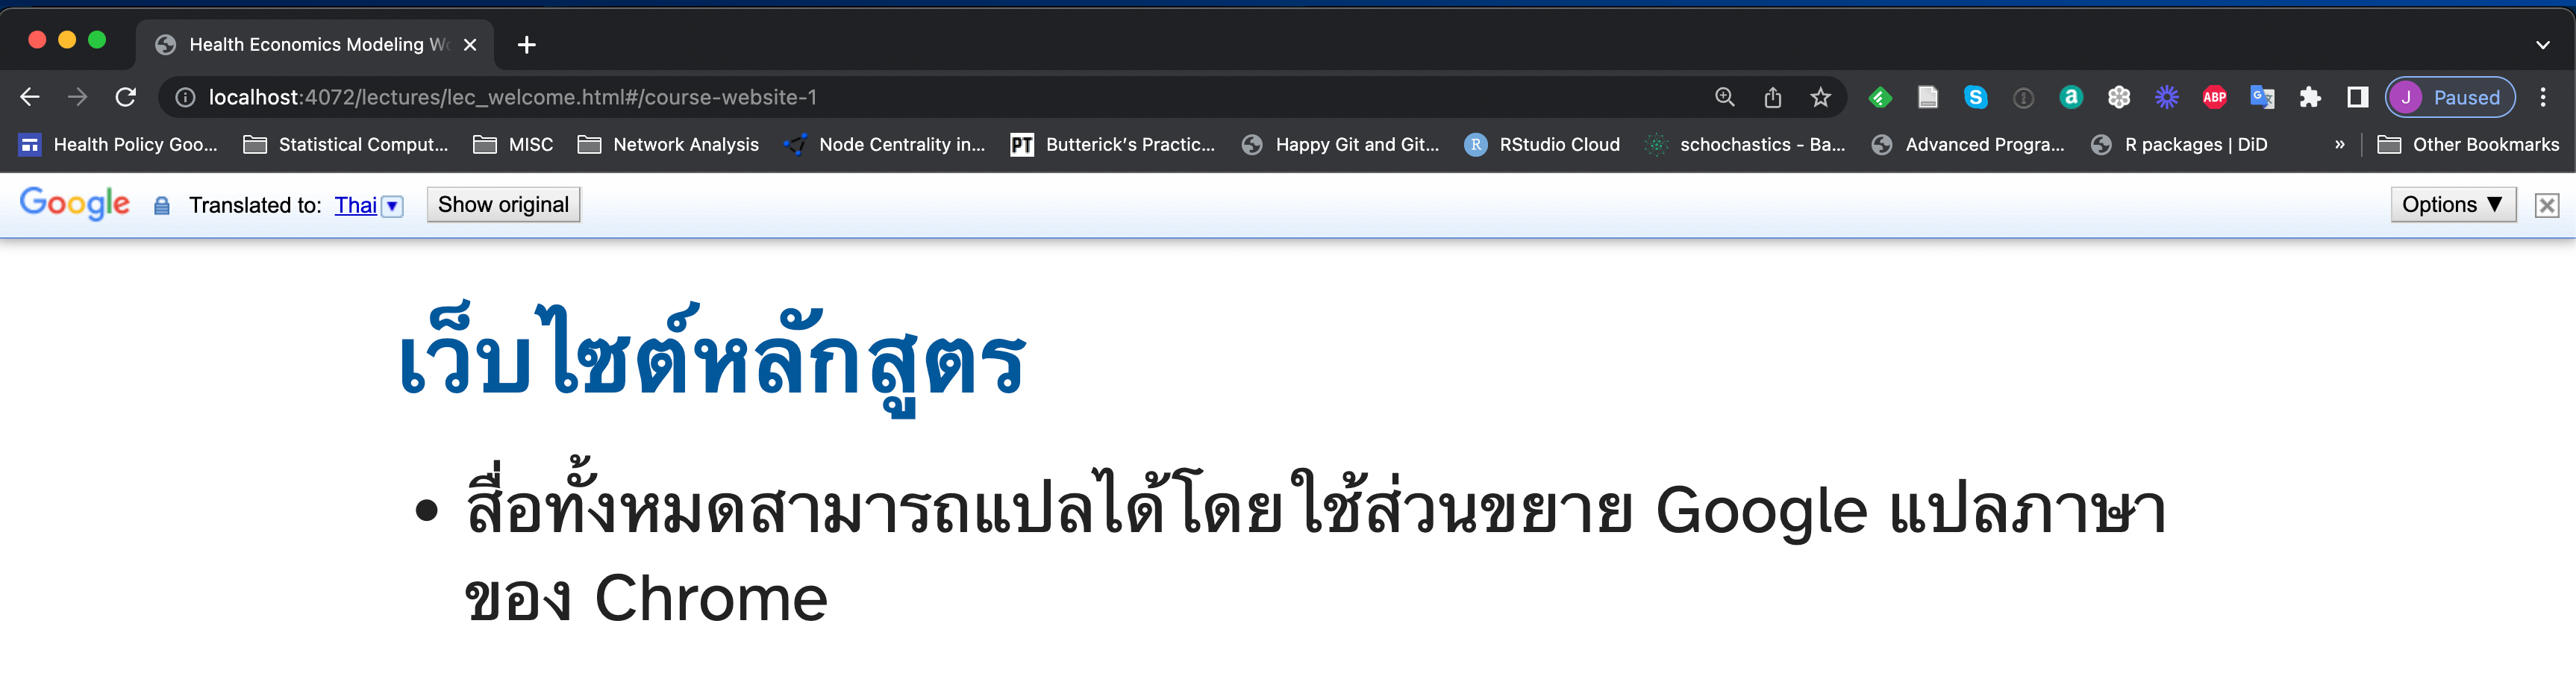 Health Economics Modeling Wo
localhost:4072/lectures/lec_welcome.html#/course-website-1
S a ABP G J Paused
Health Policy Goo... Statistical Comput... MISC Network Analysis Node Centrality in... PT Butterick's Practic... Happy Git and Git... R RStudio Cloud schochastics - Ba... Advanced Progra... R packages | DiD » Other Bookmarks
Google Translated to: Thai Show original Options ▼
เว็บไซต์หลักสูตร
• สื่อทั้งหมดสามารถแปลได้โดยใช้ส่วนขยาย Google แปลภาษา
ของ Chrome